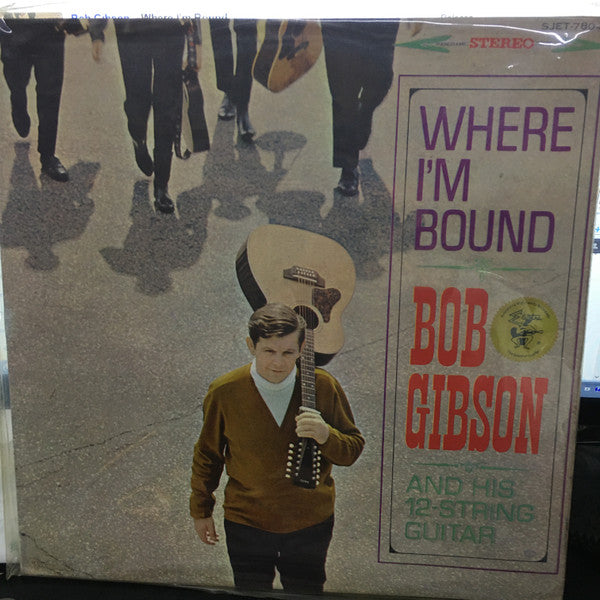 Bob Gibson - Where I'm Bound
STEREO
WHERE
I'M
BOUND
BOB
GIBSON
AND HIS
12-STRING
GUITAR